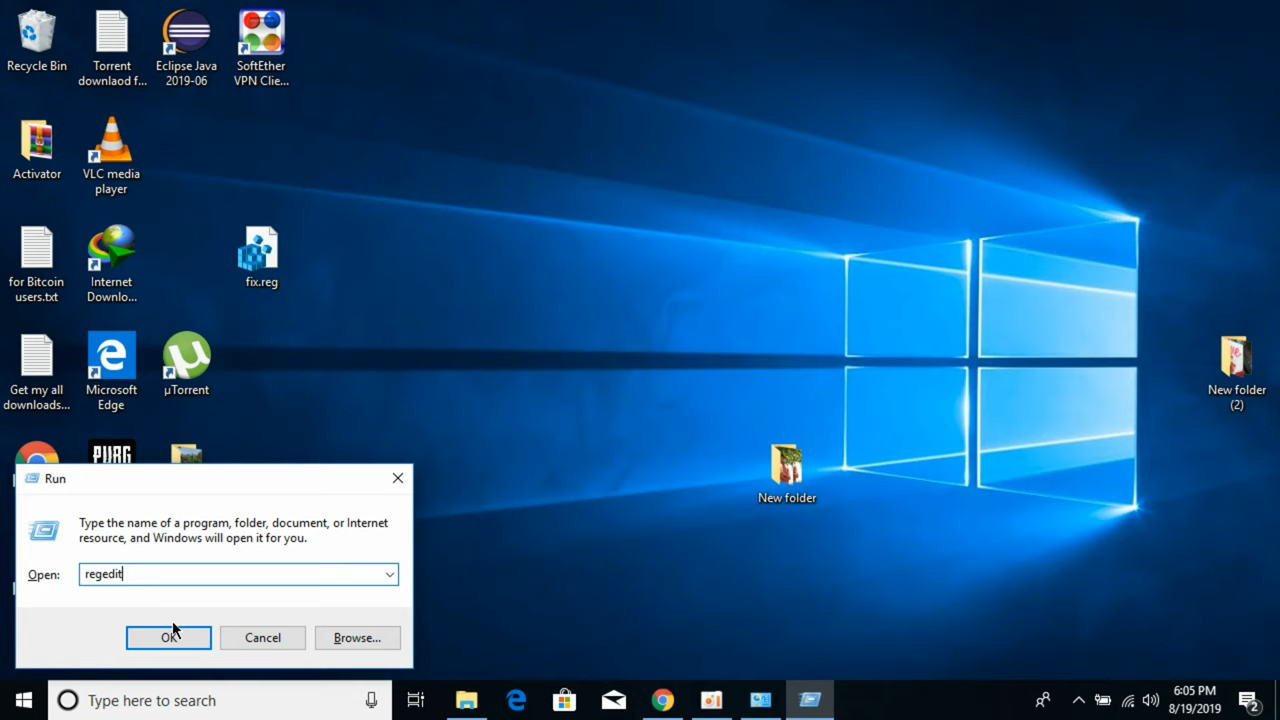 Recycle Bin
Torrent
downlaod f...
Eclipse Java
2019-06
SoftEther
VPN Clie...
Activator
VLC media
player
for Bitcoin
users.txt
Internet
Downlo...
fix.reg
Get my all
downloads...
Microsoft
Edge
µTorrent
New folder
(2)
PUBG
New folder
Run
Type the name of a program, folder, document, or Internet
resource, and Windows will open it for you.
Open:
regedit
OK
Cancel
Browse...
Type here to search
6:05 PM
8/19/2019
2